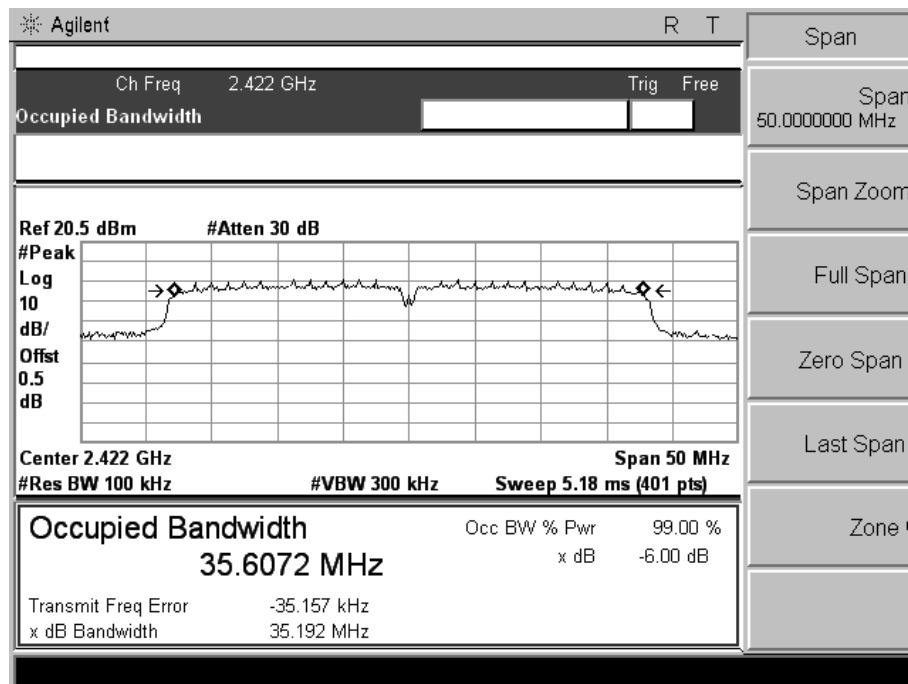 Agilent R T
Ch Freq 2.422 GHz Trig Free
Occupied Bandwidth
Ref 20.5 dBm #Atten 30 dB
#Peak
Log
10
dB/
Offst
0.5
dB
Center 2.422 GHz Span 50 MHz
#Res BW 100 kHz #VBW 300 kHz Sweep 5.18 ms (401 pts)
Occupied Bandwidth Occ BW % Pwr 99.00 %
35.6072 MHz x dB -6.00 dB
Transmit Freq Error -35.157 kHz
x dB Bandwidth 35.192 MHz
Span
Span
50.0000000 MHz
Span Zoom
Full Span
Zero Span
Last Span
Zone